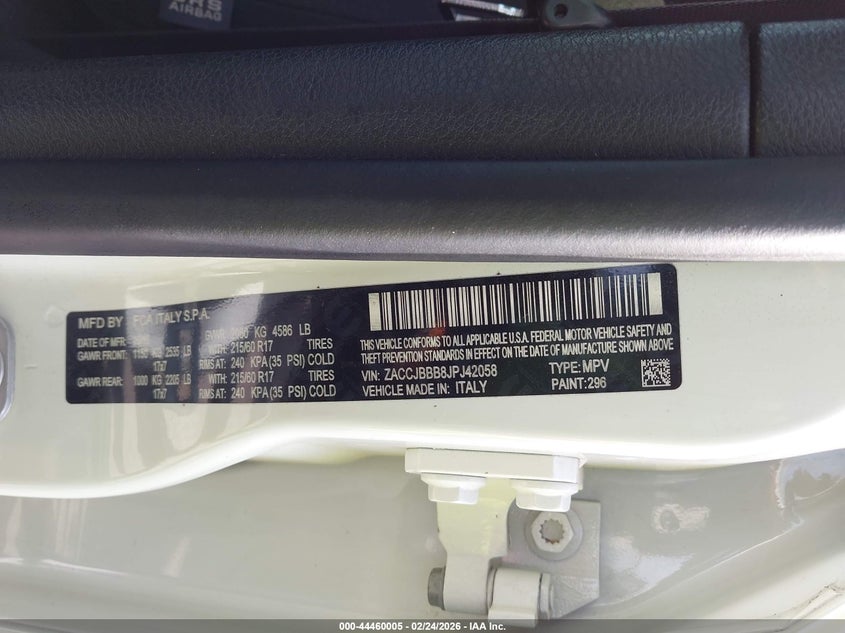 AIRBAG
MFD BY FCA ITALY S.P.A.
DATE OF MFR: GVWR: KG 4586 LB
GAWR FRONT: 1150 KG 2535 LB WITH: 215/60 R17 TIRES
17x7 RIMS AT: 240 KPA (35 PSI) COLD
GAWR REAR: 1000 KG 2205 LB WITH: 215/60 R17 TIRES
17x7 RIMS AT: 240 KPA (35 PSI) COLD
THIS VEHICLE CONFORMS TO ALL APPLICABLE U.S.A. FEDERAL MOTOR VEHICLE SAFETY AND
THEFT PREVENTION STANDARDS IN EFFECT ON THE DATE OF MANUFACTURE SHOWN ABOVE.
VIN: ZACCJBBB8JPJ42058 TYPE: MPV
VEHICLE MADE IN: ITALY PAINT: 296
000-44460005 - 02/24/2026 - IAA Inc.